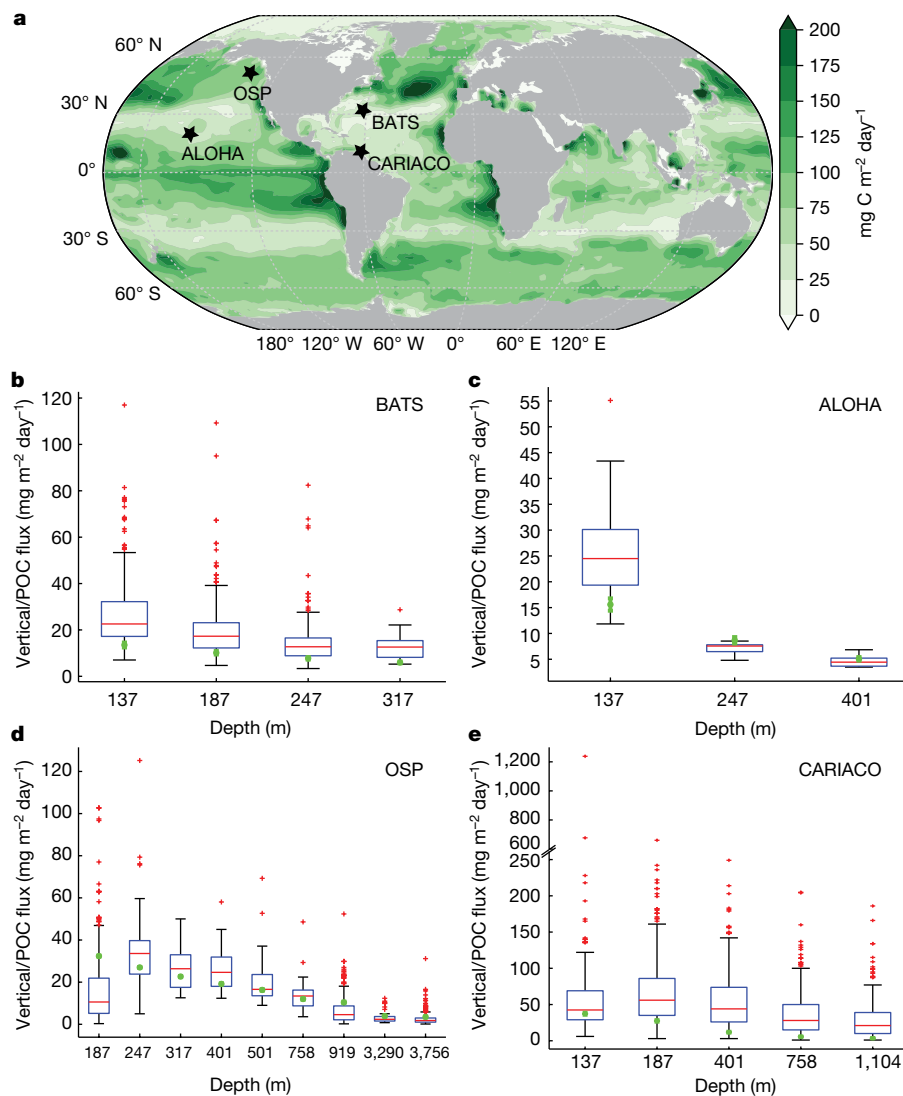 a
60° N
30° N
0°
30° S
60° S
180° 120° W 60° W 0° 60° E 120° E
OSP
ALOHA
BATS
CARIACO
200
175
150
125
100
75
50
25
0
mg C m⁻² day⁻¹
b
BATS
Vertical/POC flux (mg m⁻² day⁻¹)
120
100
80
60
40
20
0
137 187 247 317
Depth (m)
c
ALOHA
Vertical/POC flux (mg m⁻² day⁻¹)
55
50
45
40
35
30
25
20
15
10
5
137 247 401
Depth (m)
d
OSP
Vertical/POC flux (mg m⁻² day⁻¹)
120
100
80
60
40
20
0
187 247 317 401 501 758 919 3,290 3,756
Depth (m)
e
CARIACO
Vertical/POC flux (mg m⁻² day⁻¹)
1,200
1,000
800
600
250
200
150
100
50
0
137 187 401 758 1,104
Depth (m)